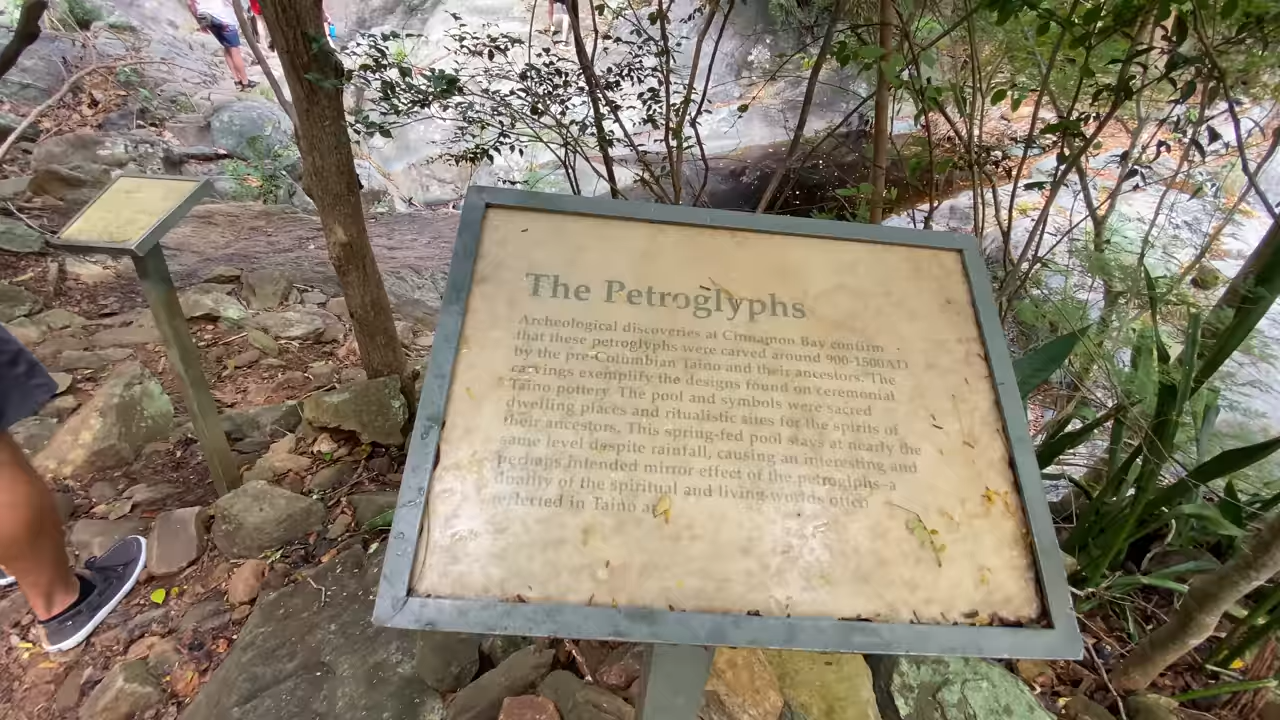 The Petroglyphs
Archeological discoveries at Cinnamon Bay confirm
that these petroglyphs were carved around 900-1500AD
by the pre-Columbian Taino and their ancestors. The
carvings exemplify the designs found on ceremonial
Taino pottery. The pool and symbols were sacred
dwelling places and ritualistic sites for the spirits of
their ancestors. This spring-fed pool stays at nearly the
same level despite rainfall, causing an interesting and
perhaps intended mirror effect of the petroglyphs–a
duality of the spiritual and living worlds often
reflected in Taino